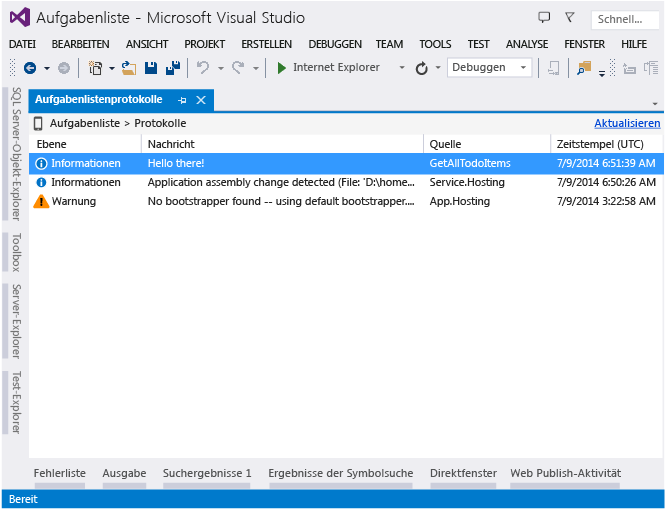 Aufgabenliste - Microsoft Visual Studio
Schnell...
DATEI BEARBEITEN ANSICHT PROJEKT ERSTELLEN DEBUGGEN TEAM TOOLS TEST ANALYSE FENSTER HILFE
Internet Explorer Debuggen
SQL Server-Objekt-Explorer
Toolbox
Server-Explorer
Test-Explorer
Aufgabenlistenprotokolle
Aufgabenliste > Protokolle Aktualisieren
Ebene Nachricht Quelle Zeitstempel (UTC)
Informationen Hello there! GetAllTodoItems 7/9/2014 6:51:39 AM
Informationen Application assembly change detected (File: 'D:\home... Service.Hosting 7/9/2014 6:50:26 AM
Warnung No bootstrapper found -- using default bootstrapper.... App.Hosting 7/9/2014 3:22:58 AM
Fehlerliste Ausgabe Suchergebnisse 1 Ergebnisse der Symbolsuche Direktfenster Web Publish-Aktivität
Bereit